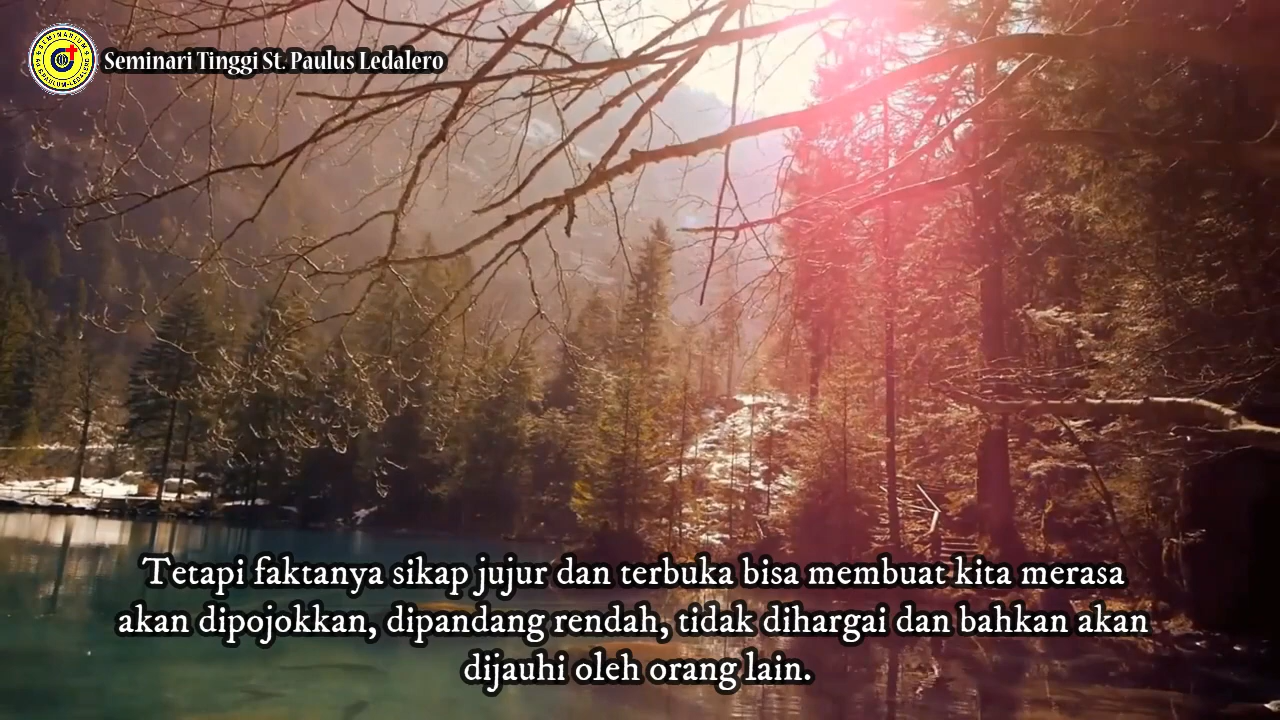 Seminari Tinggi St. Paulus Ledalero
Tetapi faktanya sikap jujur dan terbuka bisa membuat kita merasa
akan dipojokkan, dipandang rendah, tidak dihargai dan bahkan akan
dijauhi oleh orang lain.